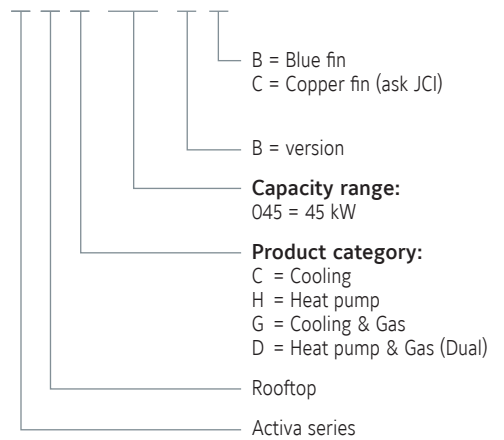 B = Blue fin
C = Copper fin (ask JCI)
B = version
Capacity range:
045 = 45 kW
Product category:
C = Cooling
H = Heat pump
G = Cooling & Gas
D = Heat pump & Gas (Dual)
Rooftop
Activa series